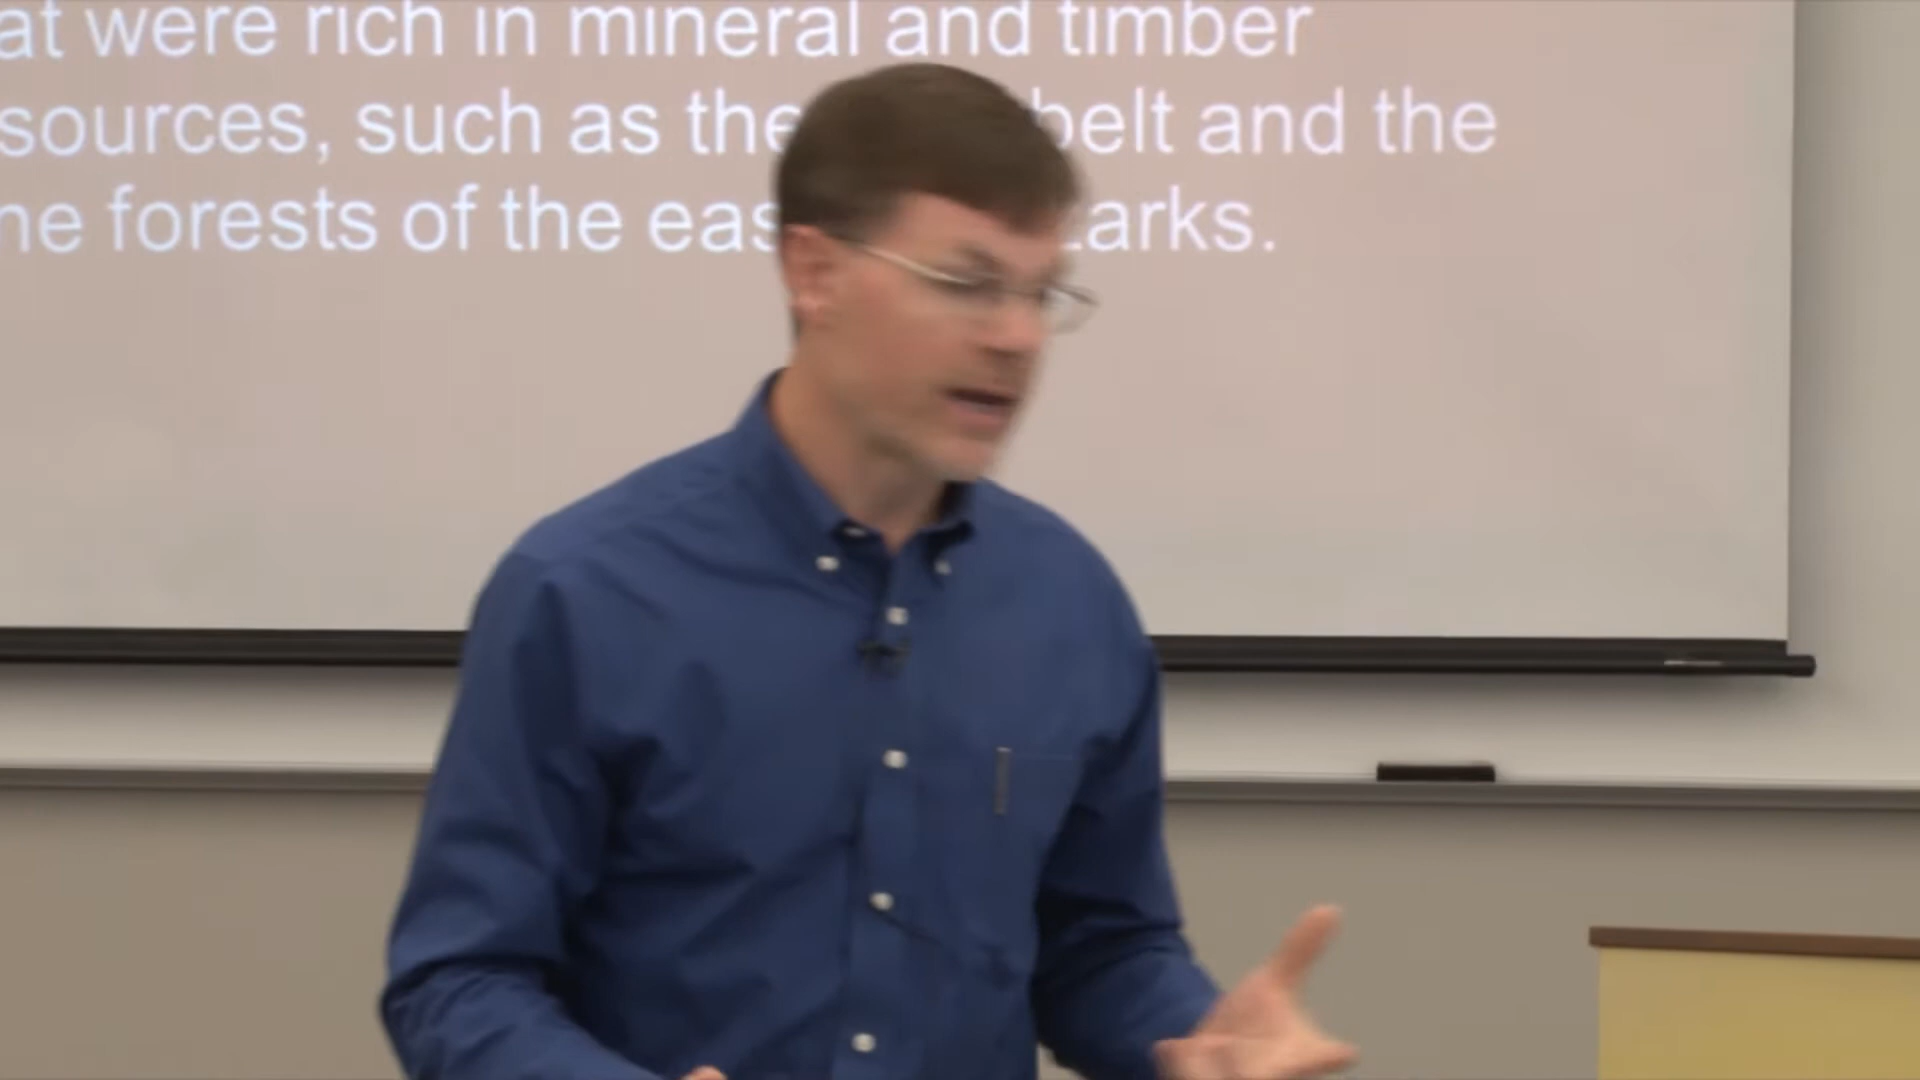 at were rich in mineral and timber
sources, such as the belt and the
ne forests of the eas arks.